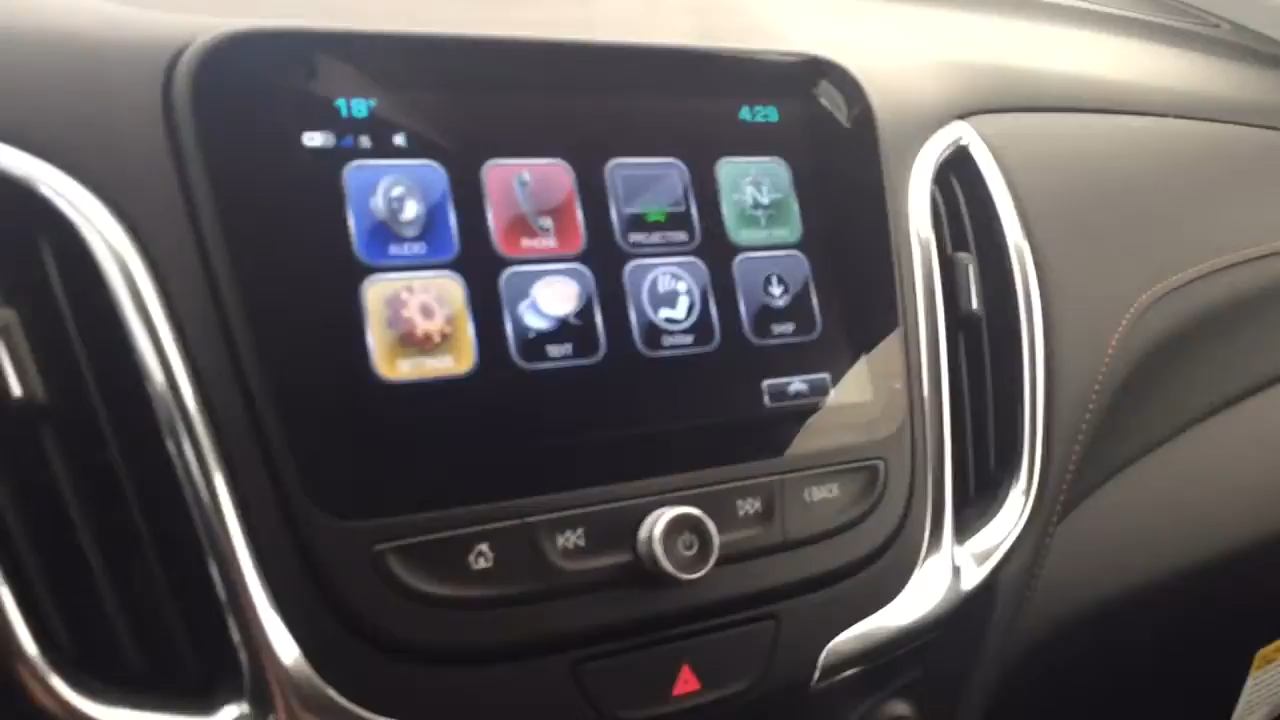 18°
4:29
AUDIO
PHONE
PROJECTION
N
SETTINGS
TEXT
SHOP
BACK